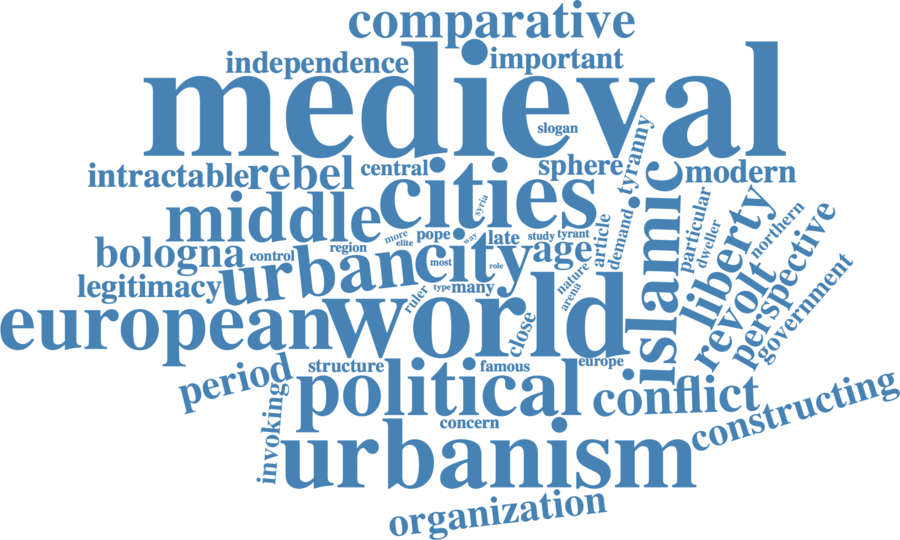 comparative
independence
important
medieval
slogan
tyranny
intractable
rebel
central
sphere
modern
middle
cities
syria
islamic
particular
liberty
northern
bologna
control
region
more
elite
pope
way
late
study
tyrant
article
demand
dweller
perspective
legitimacy
urban
city
most
role
age
nature
arena
revolt
government
european
world
ruler
type
many
close
period
structure
famous
europe
invoking
political
concern
conflict
constructing
urbanism
organization